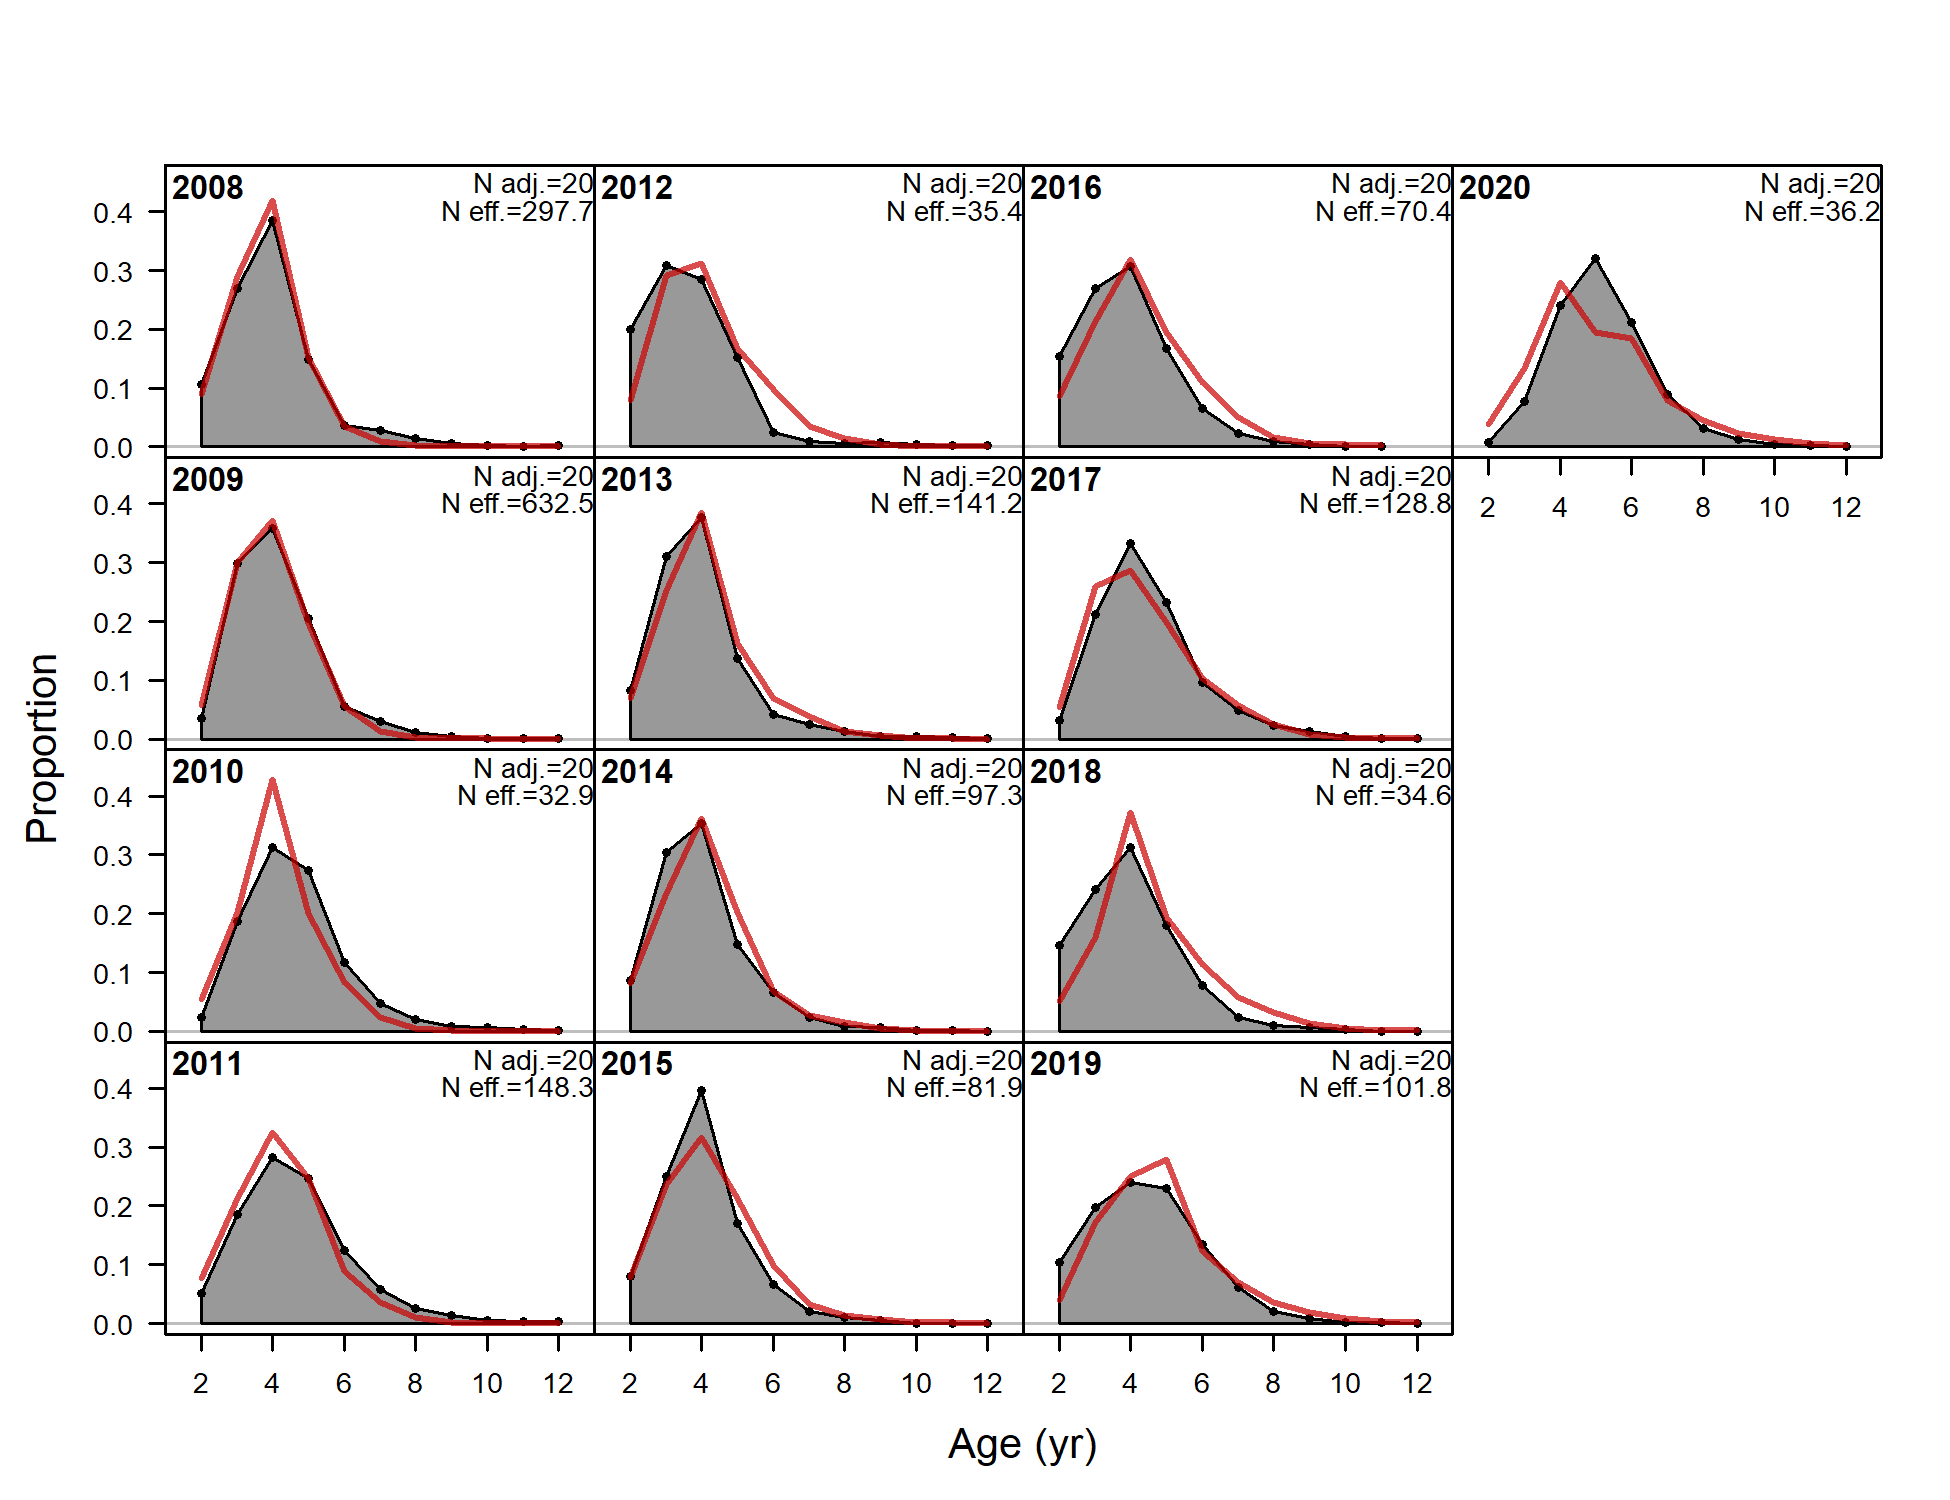 2008
N adj.=20
N eff.=297.7
2012
N adj.=20
N eff.=35.4
2016
N adj.=20
N eff.=70.4
2020
N adj.=20
N eff.=36.2
0.4
0.3
0.2
0.1
0.0
2009
N adj.=20
N eff.=632.5
2013
N adj.=20
N eff.=141.2
2017
N adj.=20
N eff.=128.8
2 4 6 8 10 12
0.4
0.3
0.2
0.1
0.0
2010
N adj.=20
N eff.=32.9
2014
N adj.=20
N eff.=97.3
2018
N adj.=20
N eff.=34.6
0.4
0.3
0.2
0.1
0.0
2011
N adj.=20
N eff.=148.3
2015
N adj.=20
N eff.=81.9
2019
N adj.=20
N eff.=101.8
0.4
0.3
0.2
0.1
0.0
2 4 6 8 10 12
2 4 6 8 10 12
2 4 6 8 10 12
Proportion
Age (yr)